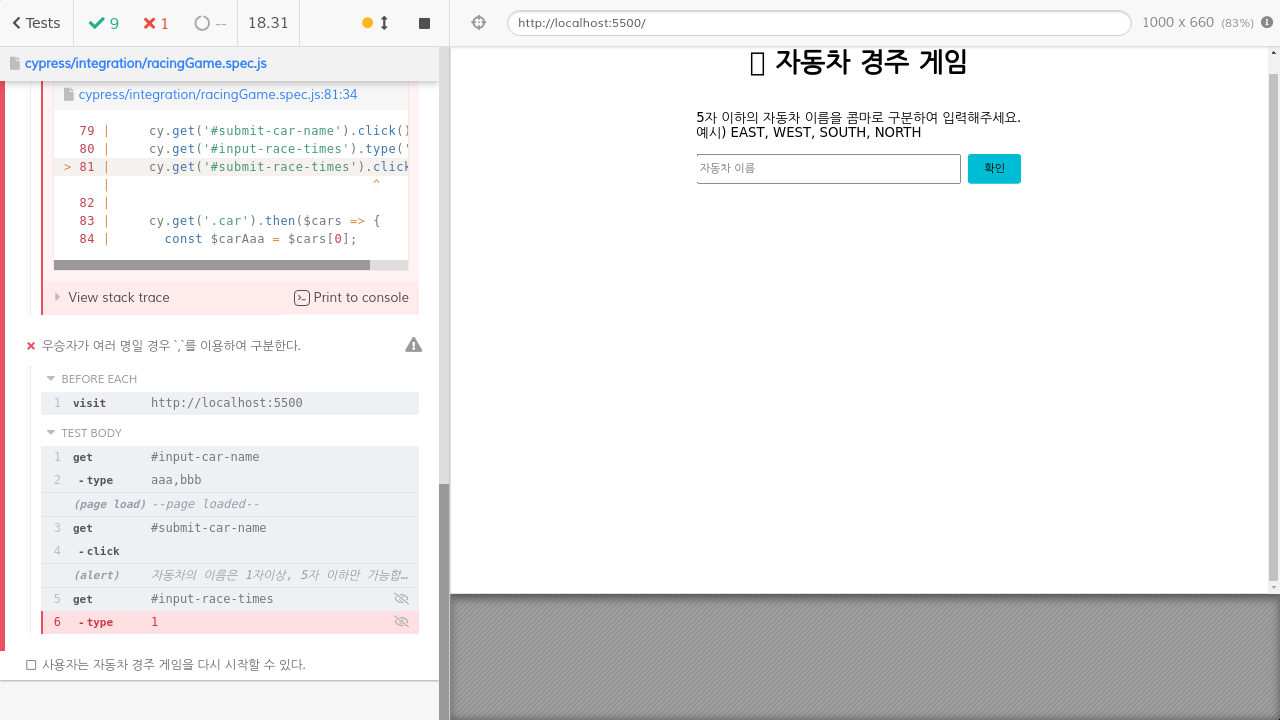 Tests
9
1
--
18.31
http://localhost:5500/
1000 x 660 (83%)
cypress/integration/racingGame.spec.js
cypress/integration/racingGame.spec.js:81:34
79 | cy.get('#submit-car-name').click()
80 | cy.get('#input-race-times').type('
> 81 | cy.get('#submit-race-times').click
| ^
82 |
83 | cy.get('.car').then($cars => {
84 | const $carAaa = $cars[0];
View stack trace
Print to console
우승자가 여러 명일 경우 `,`를 이용하여 구분한다.
BEFORE EACH
1 visit http://localhost:5500
TEST BODY
1 get #input-car-name
2 - type aaa,bbb
(page load) --page loaded--
3 get #submit-car-name
4 - click
(alert) 자동차의 이름은 1자이상, 5자 이하만 가능합…
5 get #input-race-times
6 - type 1
사용자는 자동차 경주 게임을 다시 시작할 수 있다.
자동차 경주 게임
5자 이하의 자동차 이름을 콤마로 구분하여 입력해주세요.
예시) EAST, WEST, SOUTH, NORTH
자동차 이름
확인